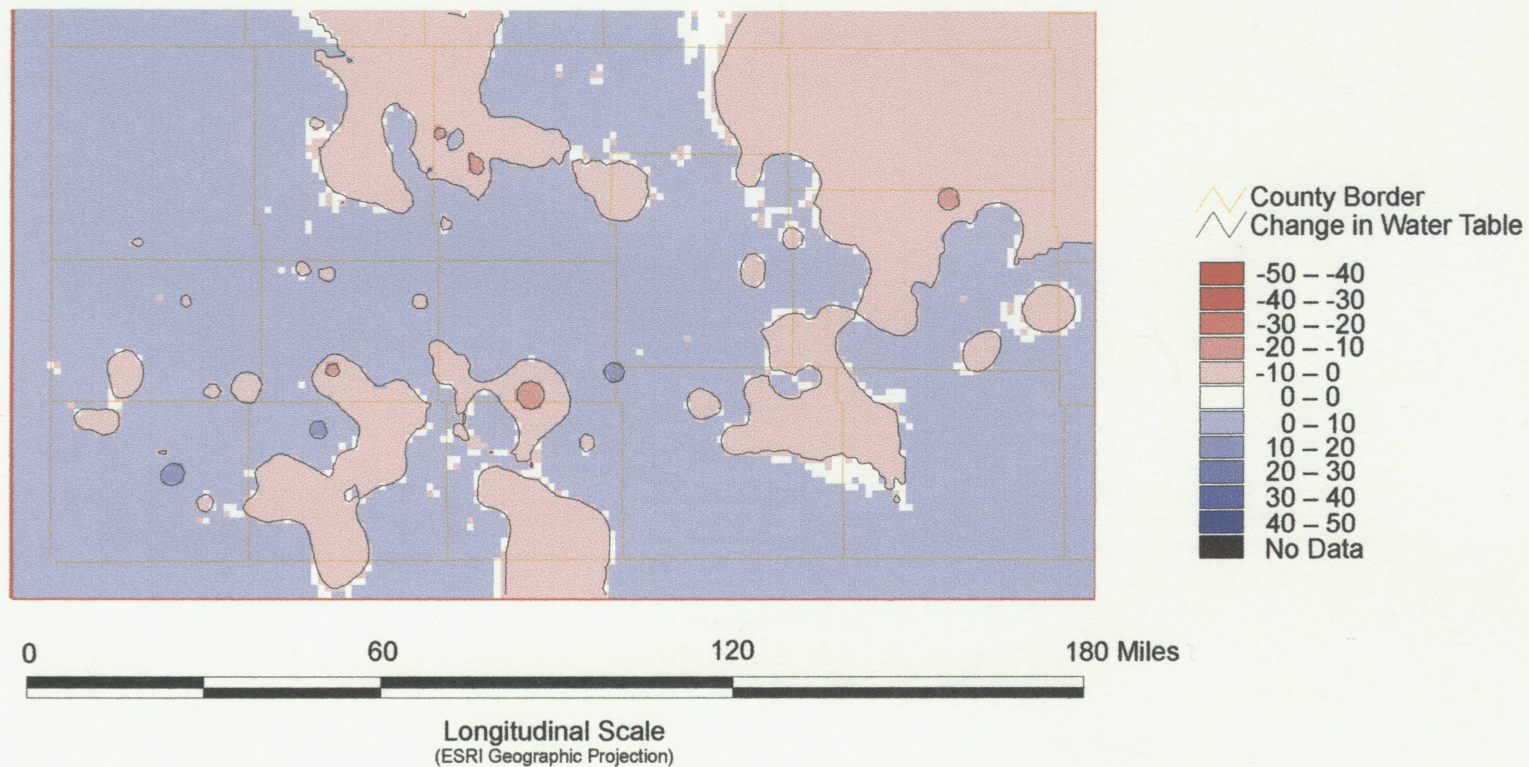 County Border
Change in Water Table
-50 – -40
-40 – -30
-30 – -20
-20 – -10
-10 – 0
0 – 0
0 – 10
10 – 20
20 – 30
30 – 40
40 – 50
No Data
0 60 120 180 Miles
Longitudinal Scale
(ESRI Geographic Projection)